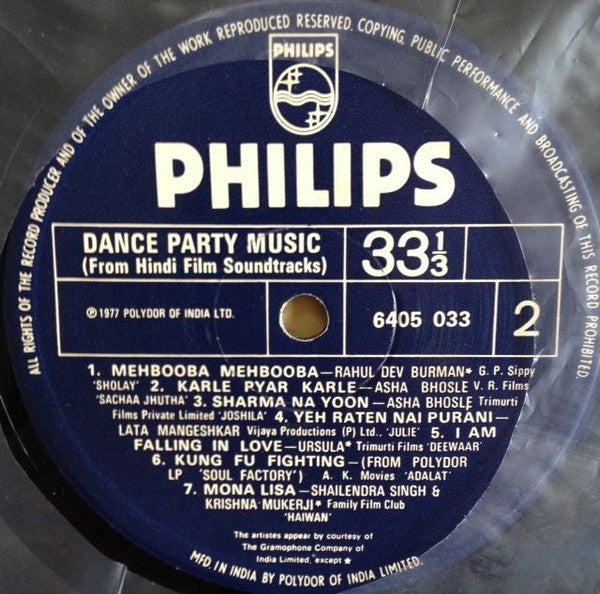 ALL RIGHTS OF THE RECORD PRODUCER AND OF THE OWNER OF THE WORK REPRODUCED RESERVED. COPYING, PUBLIC PERFORMANCE AND BROADCASTING OF THIS RECORD PROHIBITED.
PHILIPS
PHILIPS
DANCE PARTY MUSIC
(From Hindi Film Soundtracks)
33⅓
℗ 1977 POLYDOR OF INDIA LTD.
6405 033
2
1. MEHBOOBA MEHBOOBA—RAHUL DEV BURMAN* G. P. Sippy
'SHOLAY' 2. KARLE PYAR KARLE—ASHA BHOSLE V. R. Films
'SACHAA JHUTHA' 3. SHARMA NA YOON—ASHA BHOSLE Trimurti
Films Private Limited 'JOSHILA' 4. YEH RATEN NAI PURANI—
LATA MANGESHKAR Vijaya Productions (P) Ltd., 'JULIE' 5. I AM
FALLING IN LOVE—URSULA* Trimurti Films 'DEEWAAR'
6. KUNG FU FIGHTING—(FROM POLYDOR
LP 'SOUL FACTORY') A. K. Movies 'ADALAT'
7. MONA LISA—SHAILENDRA SINGH &
KRISHNA MUKERJI* Family Film Club
'HAIWAN'
The artistes appear by courtesy of
The Gramophone Company of
India Limited, except *
MFD. IN INDIA BY POLYDOR OF INDIA LIMITED.